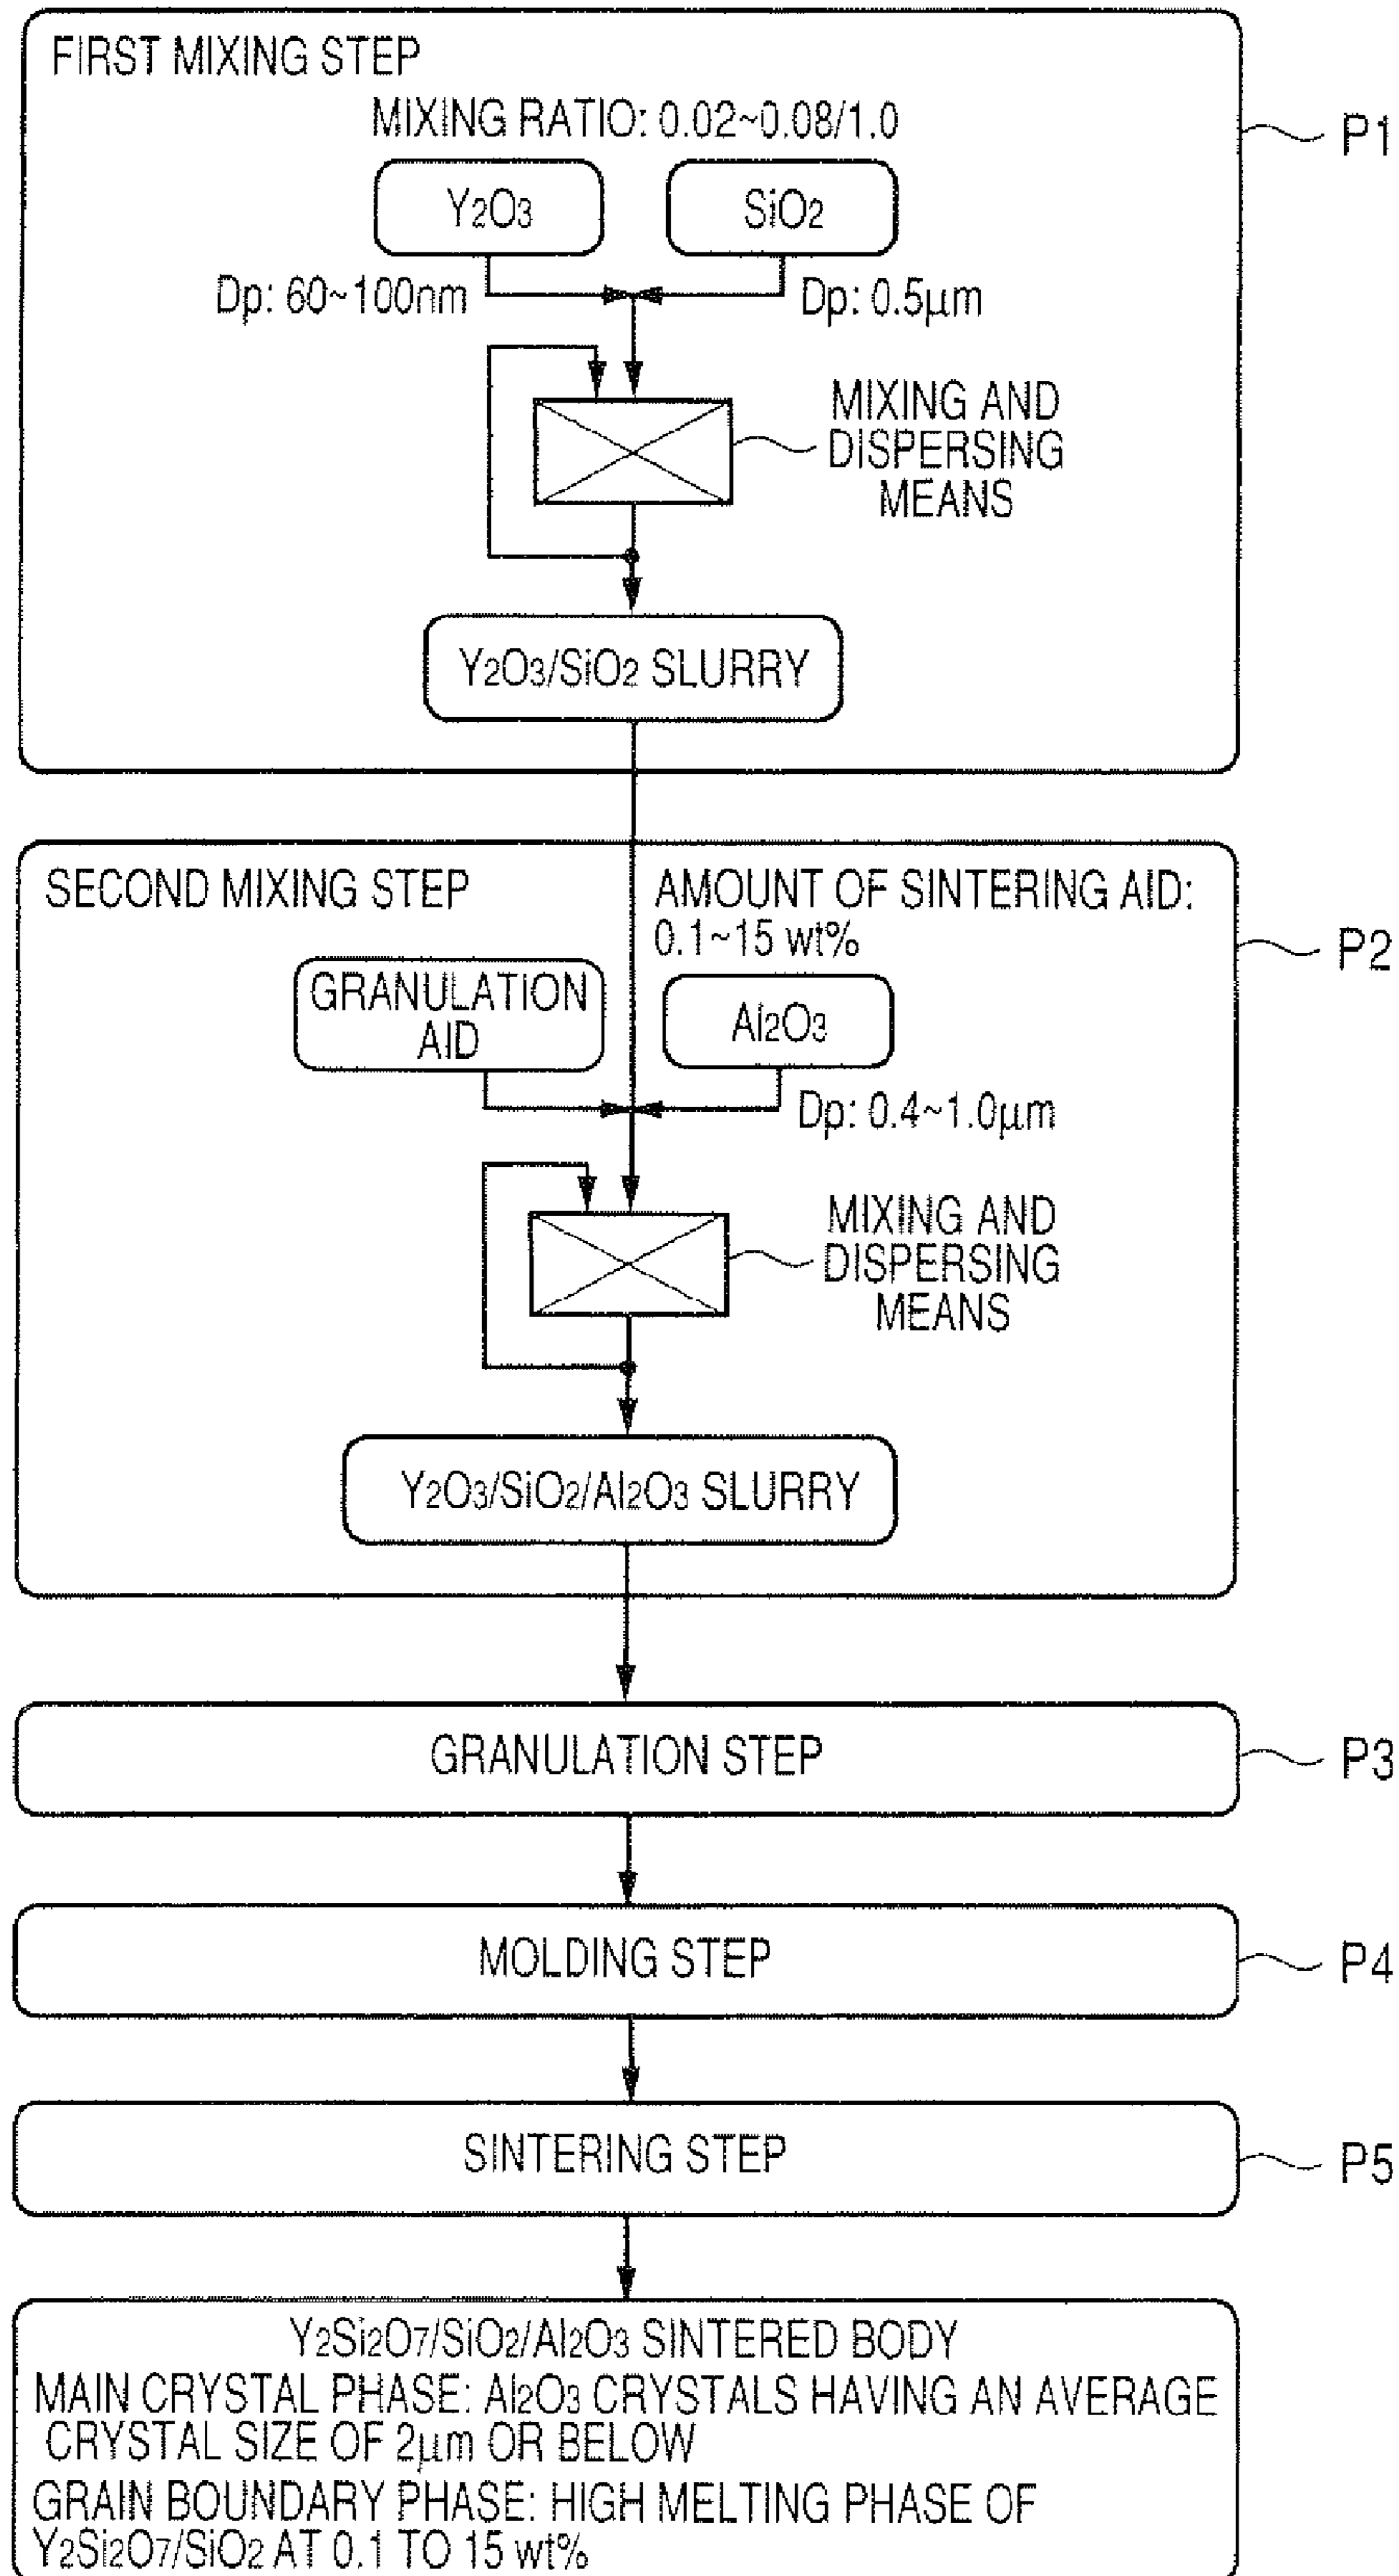 FIRST MIXING STEP
MIXING RATIO: 0.02~0.08/1.0
P1
Y2O3
SiO2
Dp: 60~100nm
Dp: 0.5μm
MIXING AND
DISPERSING
MEANS
Y2O3/SiO2 SLURRY
SECOND MIXING STEP
AMOUNT OF SINTERING AID:
0.1~15 wt%
P2
GRANULATION
AID
Al2O3
Dp: 0.4~1.0μm
MIXING AND
DISPERSING
MEANS
Y2O3/SiO2/Al2O3 SLURRY
GRANULATION STEP
P3
MOLDING STEP
P4
SINTERING STEP
P5
Y2Si2O7/SiO2/Al2O3 SINTERED BODY
MAIN CRYSTAL PHASE: Al2O3 CRYSTALS HAVING AN AVERAGE
CRYSTAL SIZE OF 2μm OR BELOW
GRAIN BOUNDARY PHASE: HIGH MELTING PHASE OF
Y2Si2O7/SiO2 AT 0.1 TO 15 wt%